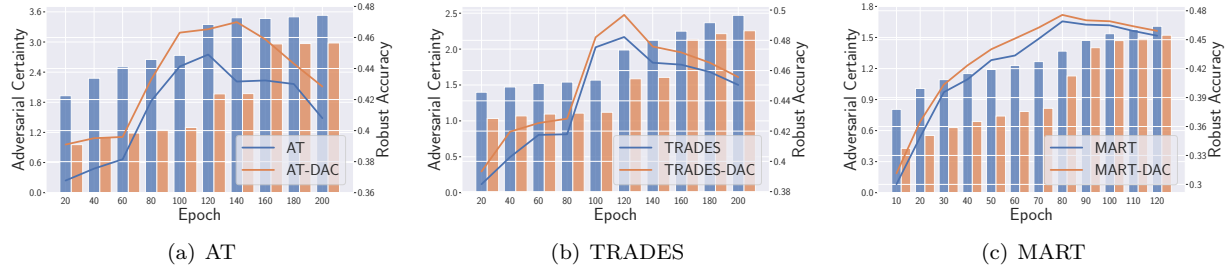 Adversarial Certainty
3.6
3.0
2.4
1.8
1.2
0.6
0.0
0.48
0.46
0.44
0.42
0.4
0.38
0.36
Robust Accuracy
AT
AT-DAC
20 40 60 80 100 120 140 160 180 200
Epoch
(a) AT
Adversarial Certainty
2.5
2.0
1.5
1.0
0.5
0.0
0.5
0.48
0.46
0.44
0.42
0.4
0.38
Robust Accuracy
TRADES
TRADES-DAC
20 40 60 80 100 120 140 160 180 200
Epoch
(b) TRADES
Adversarial Certainty
1.8
1.5
1.2
0.9
0.6
0.3
0.0
0.48
0.45
0.42
0.39
0.36
0.33
0.3
Robust Accuracy
MART
MART-DAC
10 20 30 40 50 60 70 80 90 100 110 120
Epoch
(c) MART